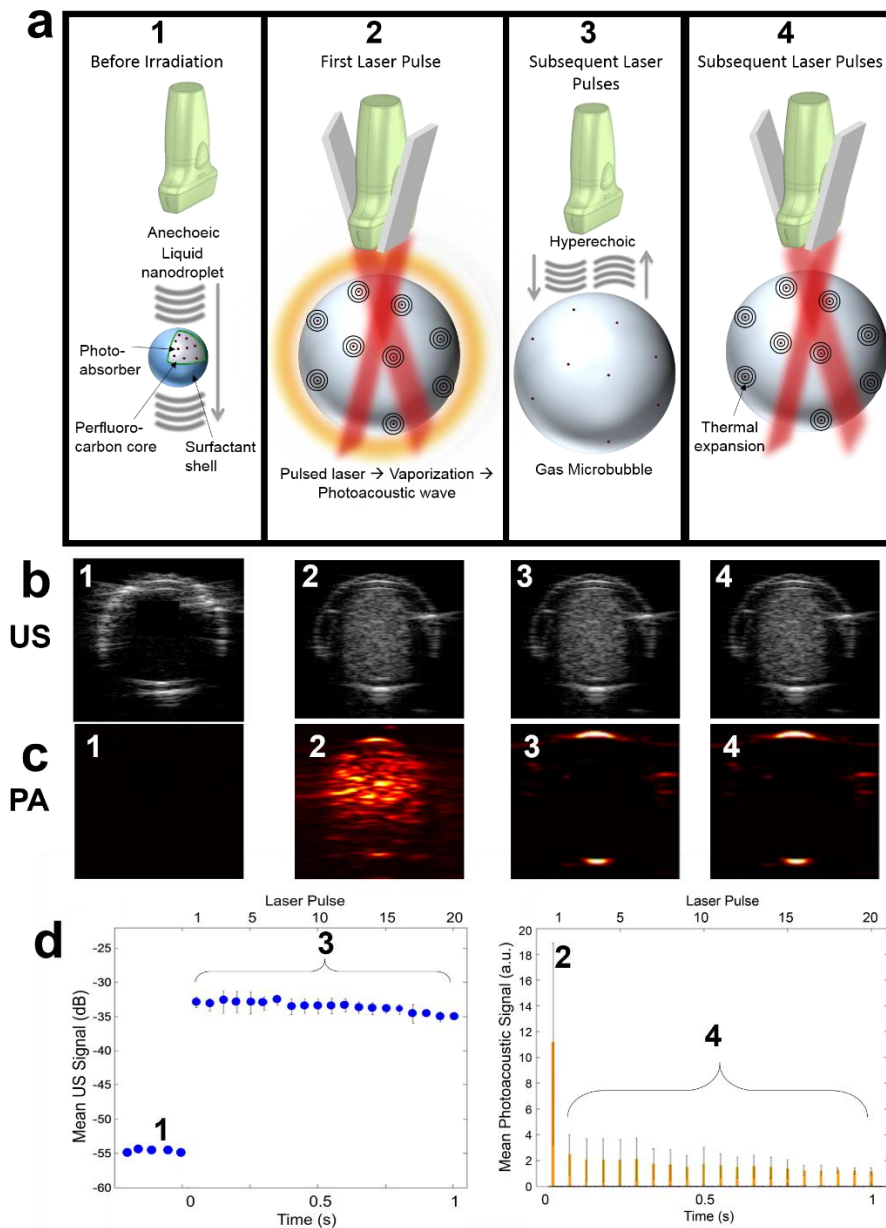 a
1
Before Irradiation
Anechoeic
Liquid
nanodroplet
Photo-
absorber
Perfluoro-
carbon core
Surfactant
shell
2
First Laser Pulse
Pulsed laser → Vaporization →
Photoacoustic wave
3
Subsequent Laser
Pulses
Hyperechoic
Gas Microbubble
4
Subsequent Laser Pulses
Thermal
expansion
b
US
1
2
3
4
c
PA
1
2
3
4
d
Laser Pulse
1 5 10 15 20
3
1
Mean US Signal (dB)
-25
-30
-35
-40
-45
-50
-55
-60
0 0.5 1
Time (s)
Laser Pulse
1 5 10 15 20
2
4
Mean Photoacoustic Signal (a.u.)
20
18
16
14
12
10
8
6
4
2
0
0 0.5 1
Time (s)